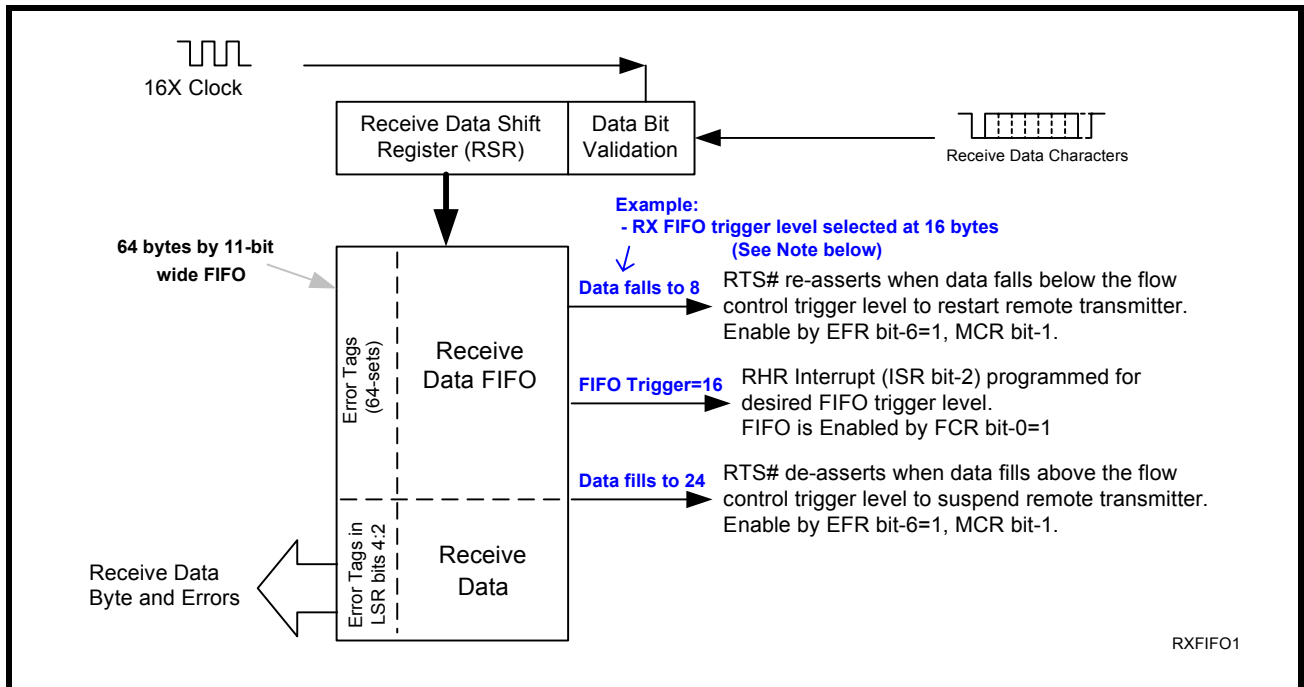 16X Clock
Receive Data Shift
Register (RSR)
Data Bit
Validation
Receive Data Characters
Example:
- RX FIFO trigger level selected at 16 bytes
(See Note below)
64 bytes by 11-bit
wide FIFO
Error Tags
(64-sets)
Receive
Data FIFO
Data falls to 8
RTS# re-asserts when data falls below the flow
control trigger level to restart remote transmitter.
Enable by EFR bit-6=1, MCR bit-1.
FIFO Trigger=16
RHR Interrupt (ISR bit-2) programmed for
desired FIFO trigger level.
FIFO is Enabled by FCR bit-0=1
Data fills to 24
RTS# de-asserts when data fills above the flow
control trigger level to suspend remote transmitter.
Enable by EFR bit-6=1, MCR bit-1.
Error Tags in
LSR bits 4:2
Receive
Data
Receive Data
Byte and Errors
RXFIFO1